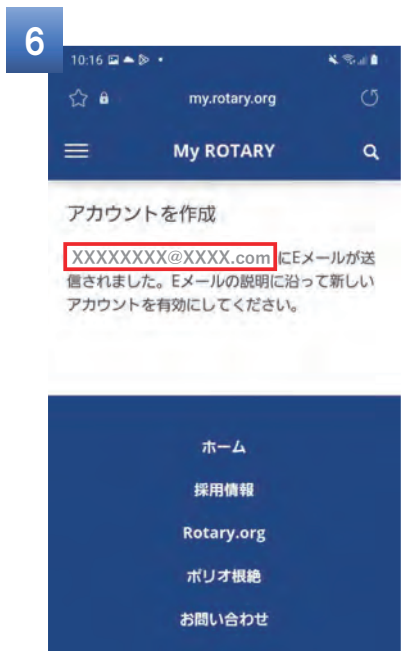 6
10:16
my.rotary.org
My ROTARY
アカウントを作成
XXXXXXXX@XXXX.com にEメールが送
信されました。Eメールの説明に沿って新しい
アカウントを有効にしてください。
ホーム
採用情報
Rotary.org
ポリオ根絶
お問い合わせ